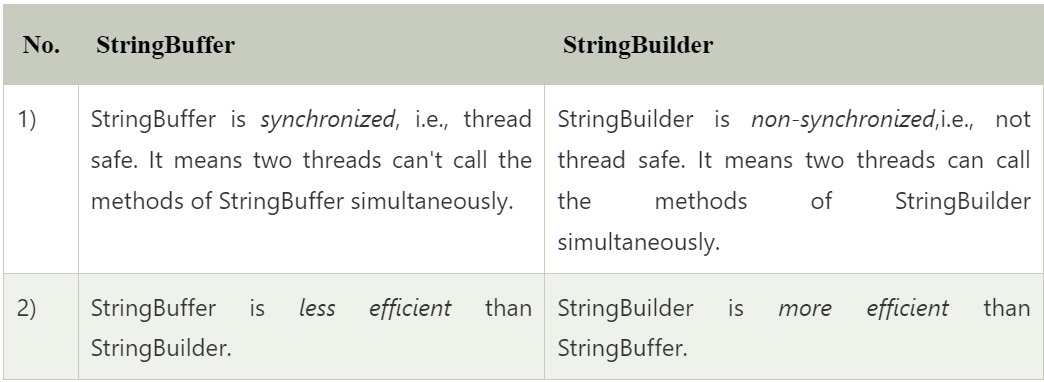 No. StringBuffer StringBuilder
1) StringBuffer is synchronized, i.e., thread
safe. It means two threads can't call the
methods of StringBuffer simultaneously.
StringBuilder is non-synchronized,i.e., not
thread safe. It means two threads can call
the methods of StringBuilder
simultaneously.
2) StringBuffer is less efficient than
StringBuilder.
StringBuilder is more efficient than
StringBuffer.